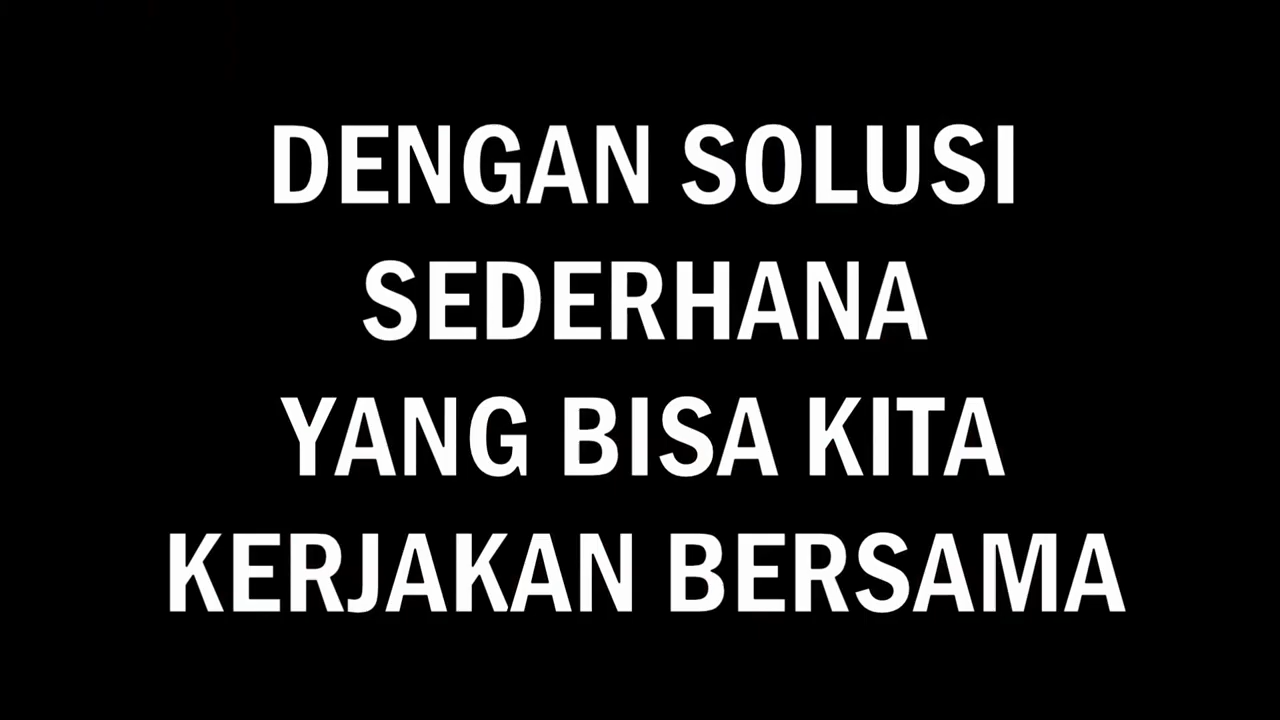 DENGAN SOLUSI
SEDERHANA
YANG BISA KITA
KERJAKAN BERSAMA